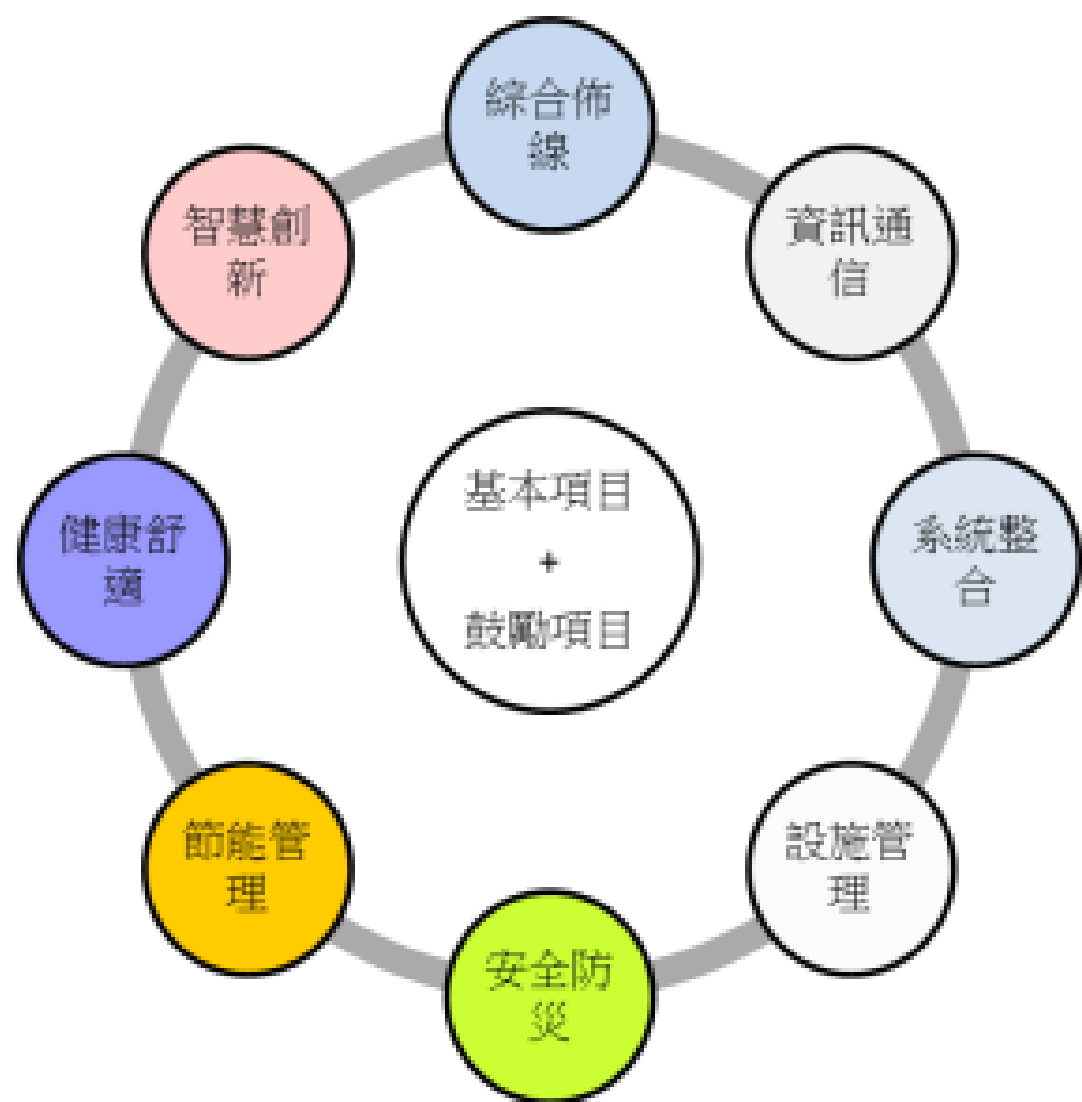 綜合佈
線
資訊通
信
系統整
合
設施管
理
安全防
災
節能管
理
健康舒
適
智慧創
新
基本項目
+
鼓勵項目